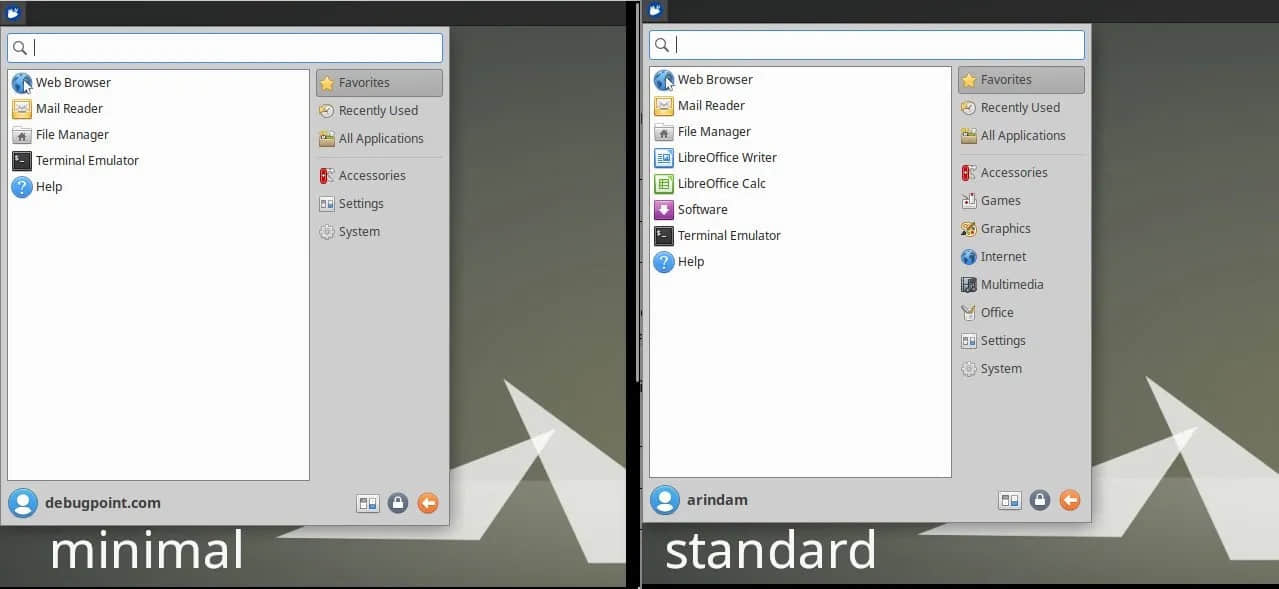 Web Browser
Mail Reader
File Manager
Terminal Emulator
Help
Favorites
Recently Used
All Applications
Accessories
Settings
System
debugpoint.com
minimal
Web Browser
Mail Reader
File Manager
LibreOffice Writer
LibreOffice Calc
Software
Terminal Emulator
Help
Favorites
Recently Used
All Applications
Accessories
Games
Graphics
Internet
Multimedia
Office
Settings
System
arindam
standard